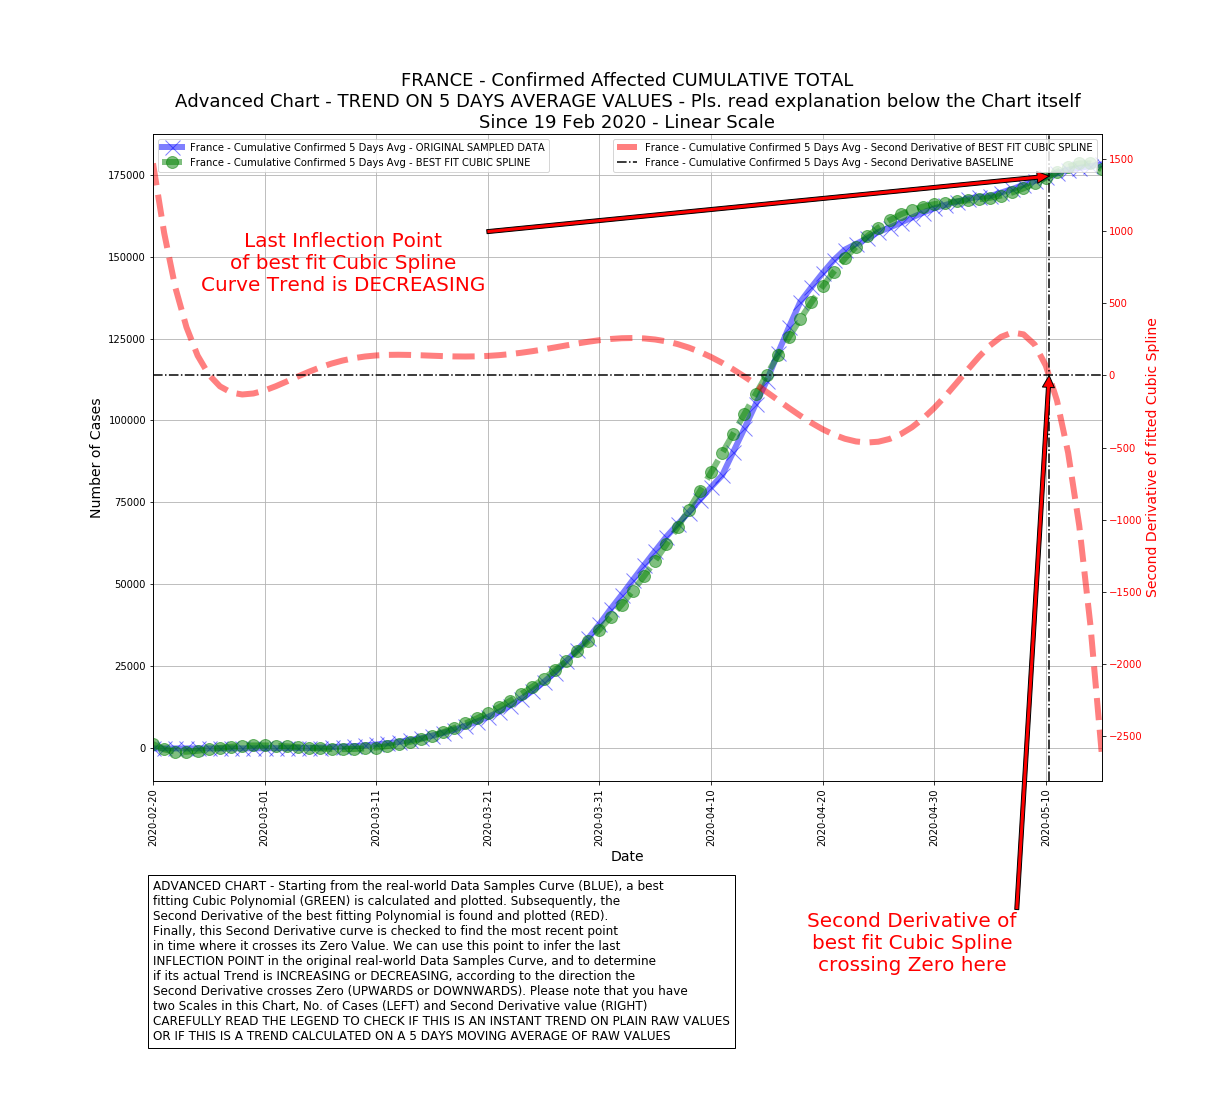 FRANCE - Confirmed Affected CUMULATIVE TOTAL
Advanced Chart - TREND ON 5 DAYS AVERAGE VALUES - Pls. read explanation below the Chart itself
Since 19 Feb 2020 - Linear Scale
France - Cumulative Confirmed 5 Days Avg - ORIGINAL SAMPLED DATA
France - Cumulative Confirmed 5 Days Avg - BEST FIT CUBIC SPLINE
France - Cumulative Confirmed 5 Days Avg - Second Derivative of BEST FIT CUBIC SPLINE
France - Cumulative Confirmed 5 Days Avg - Second Derivative BASELINE
Last Inflection Point
of best fit Cubic Spline
Curve Trend is DECREASING
Number of Cases
175000
150000
125000
100000
75000
50000
25000
0
1500
1000
500
0
−500
−1000
−1500
−2000
−2500
Second Derivative of fitted Cubic Spline
2020-02-20
2020-03-01
2020-03-11
2020-03-21
2020-03-31
2020-04-10
2020-04-20
2020-04-30
2020-05-10
Date
ADVANCED CHART - Starting from the real-world Data Samples Curve (BLUE), a best
fitting Cubic Polynomial (GREEN) is calculated and plotted. Subsequently, the
Second Derivative of the best fitting Polynomial is found and plotted (RED).
Finally, this Second Derivative curve is checked to find the most recent point
in time where it crosses its Zero Value. We can use this point to infer the last
INFLECTION POINT in the original real-world Data Samples Curve, and to determine
if its actual Trend is INCREASING or DECREASING, according to the direction the
Second Derivative crosses Zero (UPWARDS or DOWNWARDS). Please note that you have
two Scales in this Chart, No. of Cases (LEFT) and Second Derivative value (RIGHT)
CAREFULLY READ THE LEGEND TO CHECK IF THIS IS AN INSTANT TREND ON PLAIN RAW VALUES
OR IF THIS IS A TREND CALCULATED ON A 5 DAYS MOVING AVERAGE OF RAW VALUES
Second Derivative of
best fit Cubic Spline
crossing Zero here